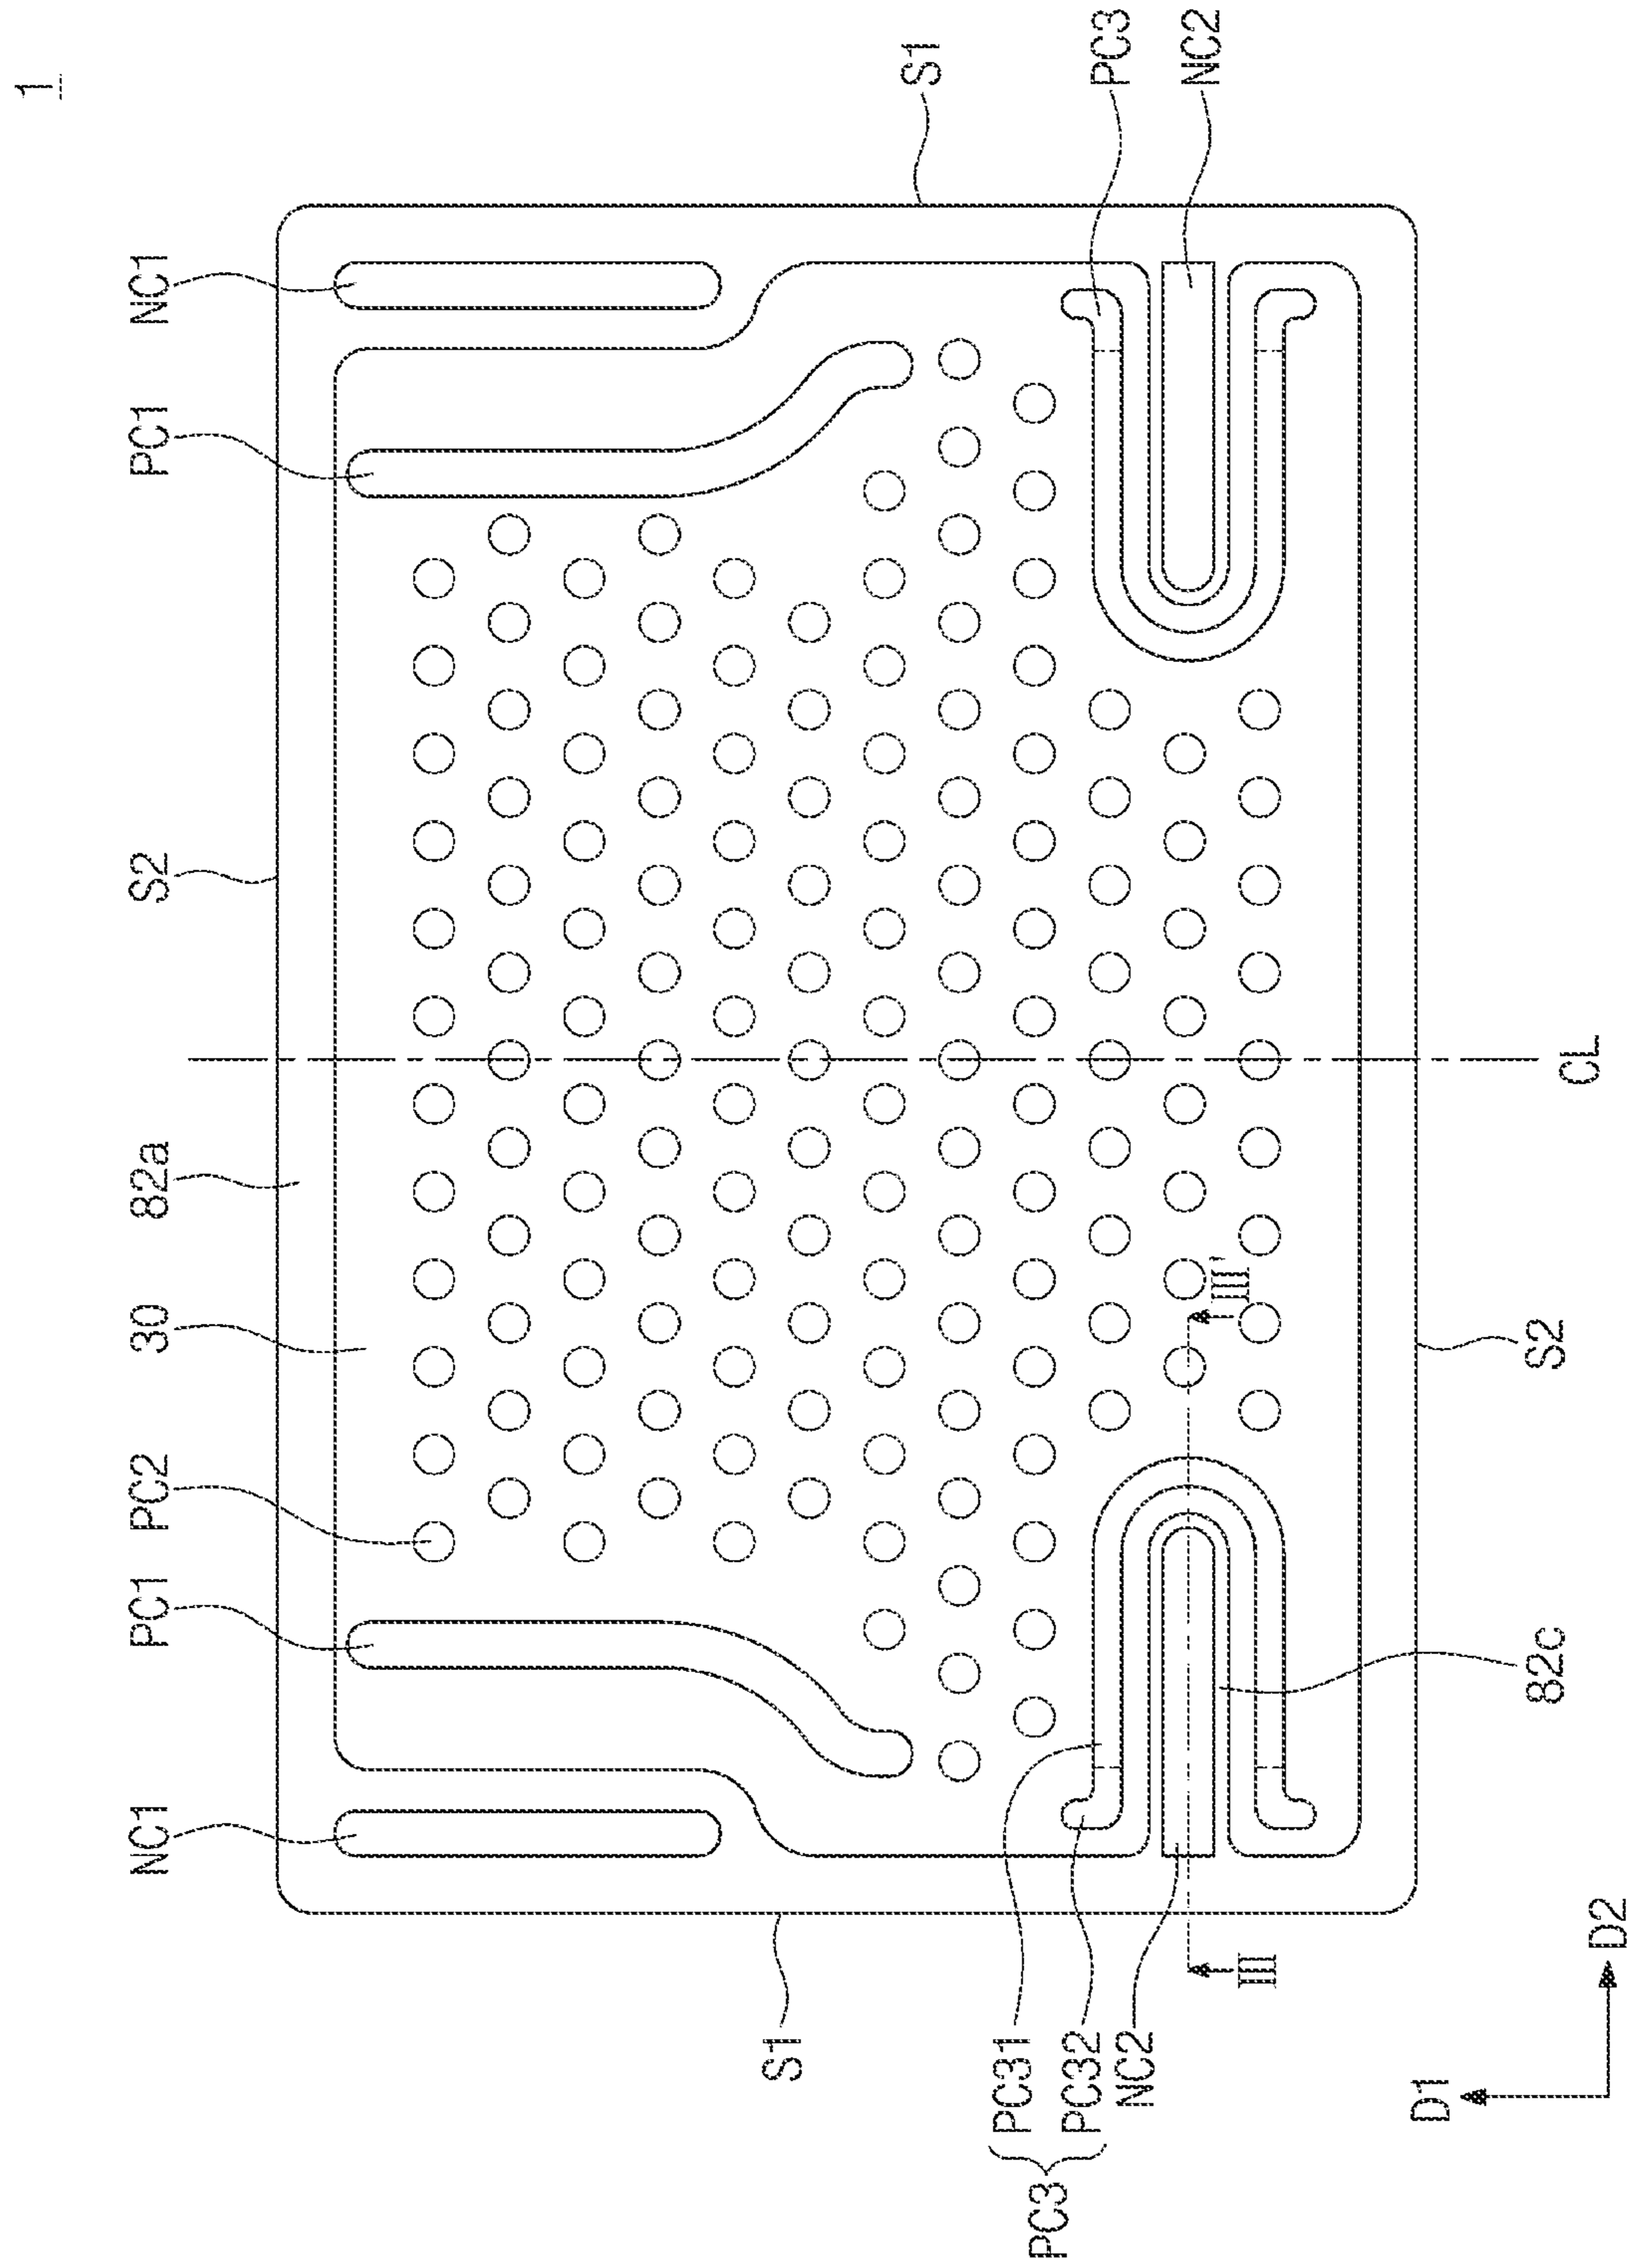 1
NC1 PC1 PC2 30 82a S2 PC1 NC1
S1
S1
PC31
PC32
PC3
NC2
PC3
NC2
III
III'
82c
S2
CL
D1
D2